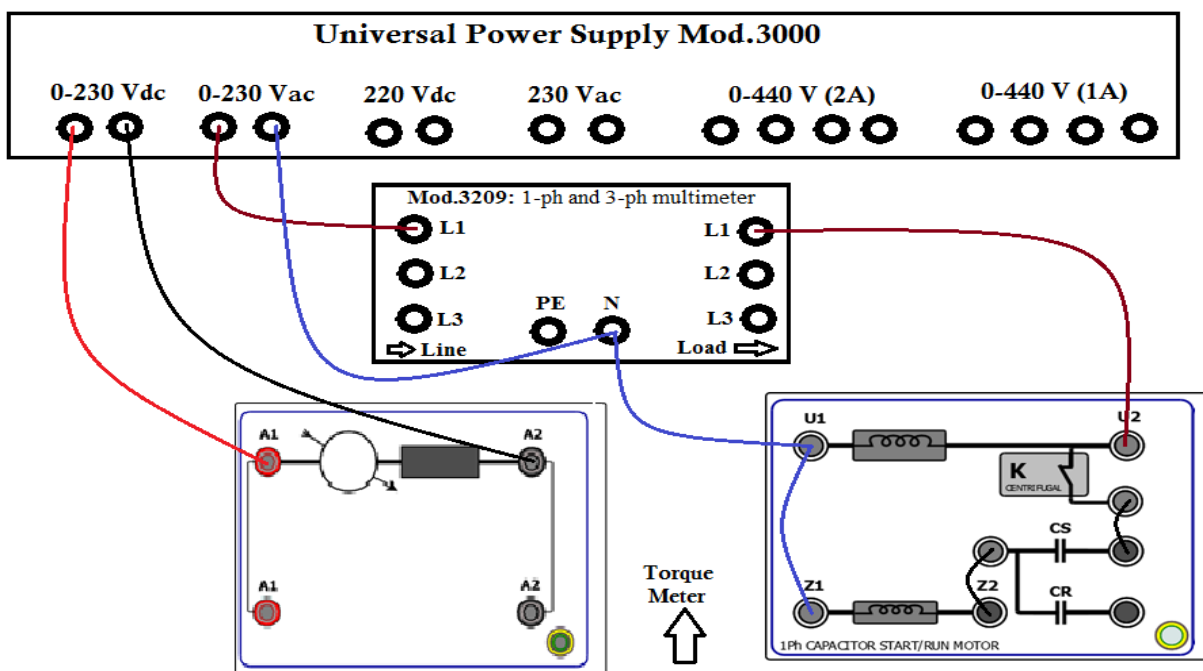 Universal Power Supply Mod.3000
0-230 Vdc 0-230 Vac 220 Vdc 230 Vac 0-440 V (2A) 0-440 V (1A)
Mod.3209: 1-ph and 3-ph multimeter
L1 L1
L2 L2
L3 PE N L3
Line Load
A1 A2
A1 A2
Torque
Meter
U1 U2
K
CENTRIFUGAL
CS
Z1 Z2 CR
1Ph CAPACITOR START/RUN MOTOR